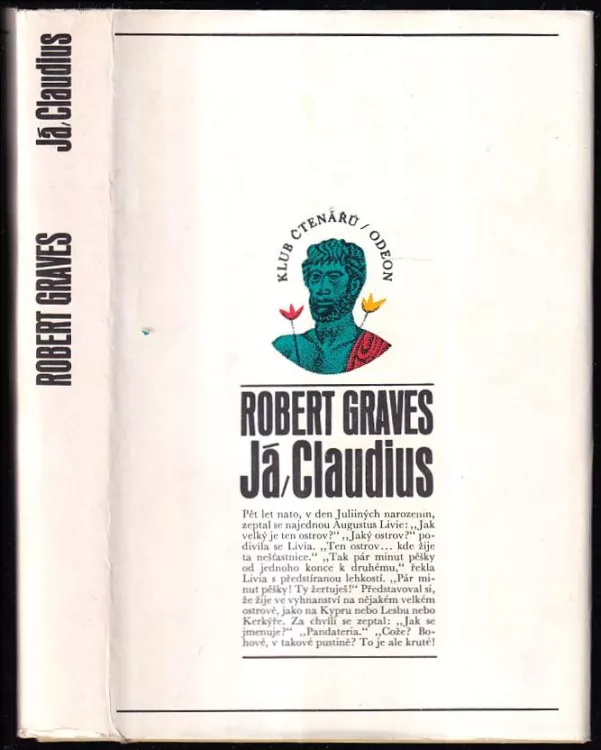 Já, Claudius
ROBERT GRAVES
KLUB ČTENÁŘŮ / ODEON
ROBERT GRAVES
Já, Claudius
Pět let nato, v den Juliiných narozenin,
zeptal se najednou Augustus Livie: „Jak
velký je ten ostrov?“ „Jaký ostrov?“ po-
divila se Livia. „Ten ostrov... kde žije
ta nešťastnice.“ „Tak pár minut pěšky
od jednoho konce k druhému,“ řekla
Livia s předstíranou lehkostí. „Pár mi-
nut pěšky! Ty žertuješ!“ Představoval si,
že žije ve vyhnanství na nějakém velkém
ostrově, jako na Kypru nebo Lesbu nebo
Kerkýře. Za chvíli se zeptal: „Jak se
jmenuje?“ „Pandateria.“ „Cože? Bo-
hové, v takové pustině? To je ale kruté!